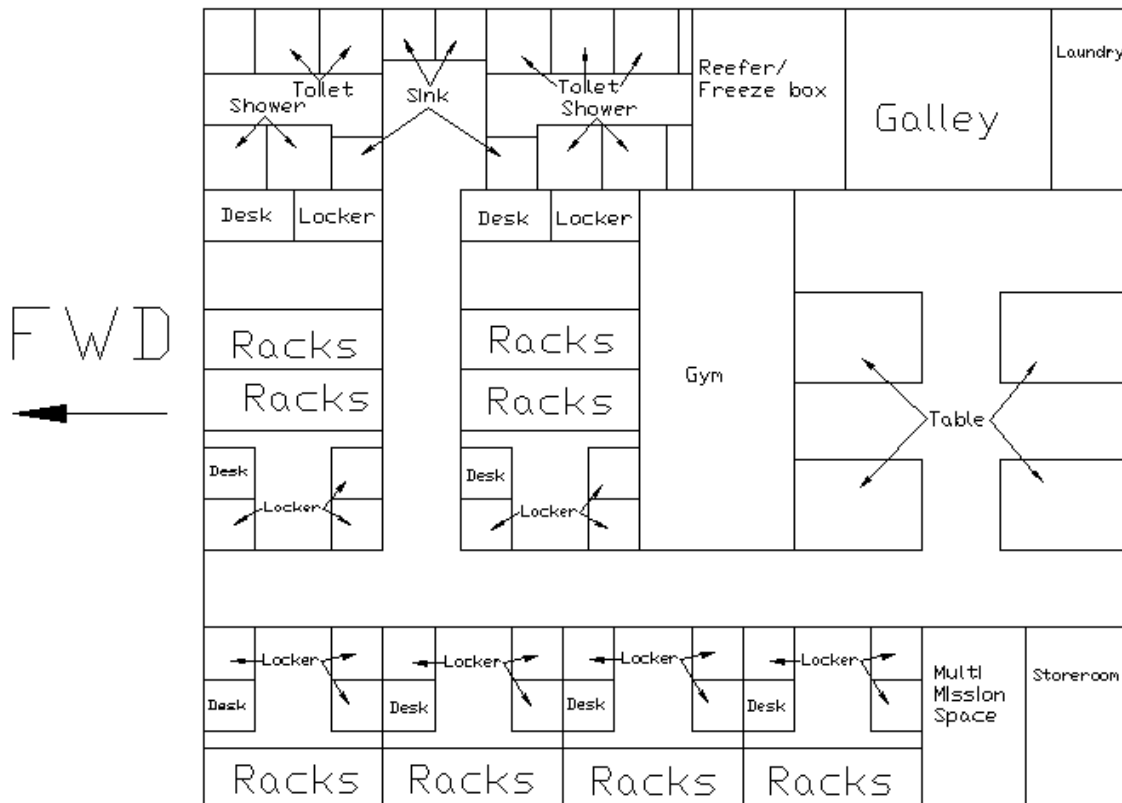 Laundry
Reefer/
Freeze box
Toilet
Sink
Toilet
Shower
Shower
Galley
Desk
Locker
Desk
Locker
FWD
Racks
Racks
Racks
Racks
Gym
Table
Desk
Locker
Desk
Locker
Locker
Locker
Locker
Locker
Multi
Mission
Space
Storeroom
Desk
Desk
Desk
Desk
Racks
Racks
Racks
Racks